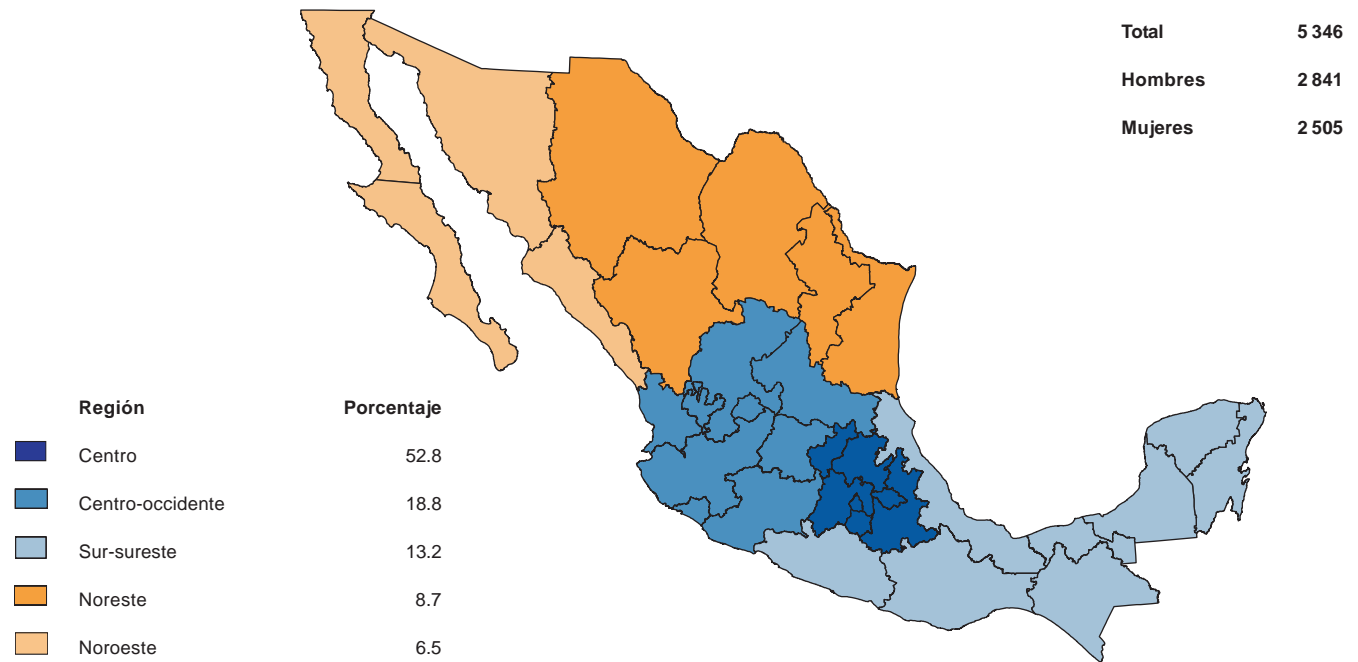 Total 5 346
Hombres 2 841
Mujeres 2 505
Región Porcentaje
Centro 52.8
Centro-occidente 18.8
Sur-sureste 13.2
Noreste 8.7
Noroeste 6.5